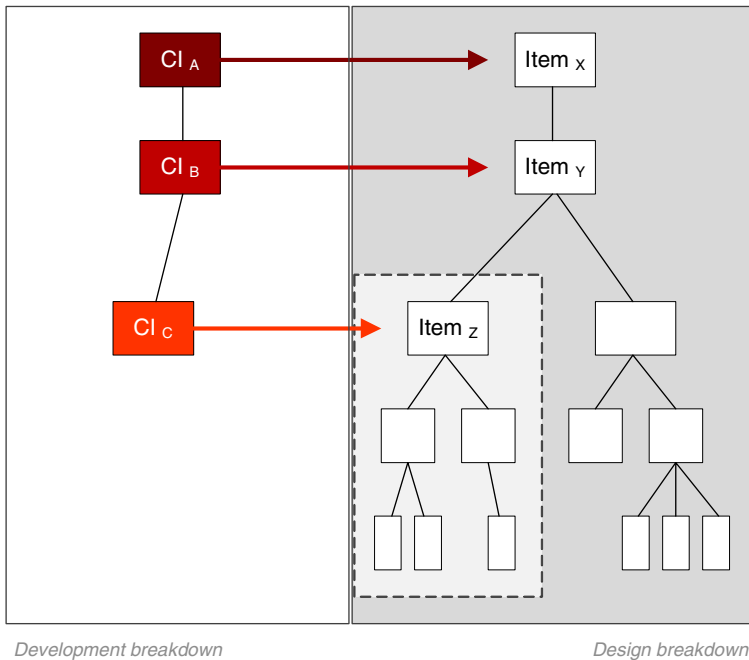 CI A
Item X
CI B
Item Y
CI C
Item Z
Development breakdown
Design breakdown